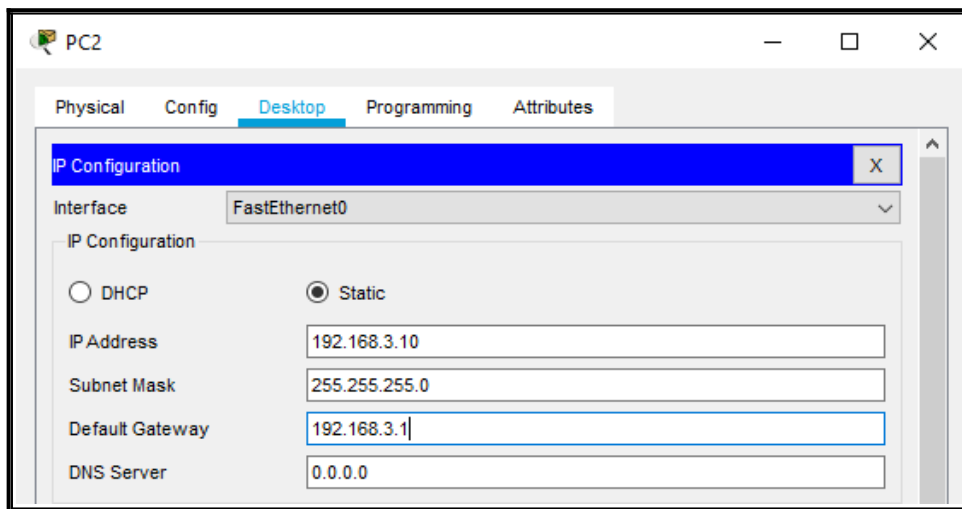 PC2
Physical Config Desktop Programming Attributes
IP Configuration X
Interface FastEthernet0
IP Configuration
DHCP Static
IP Address 192.168.3.10
Subnet Mask 255.255.255.0
Default Gateway 192.168.3.1
DNS Server 0.0.0.0